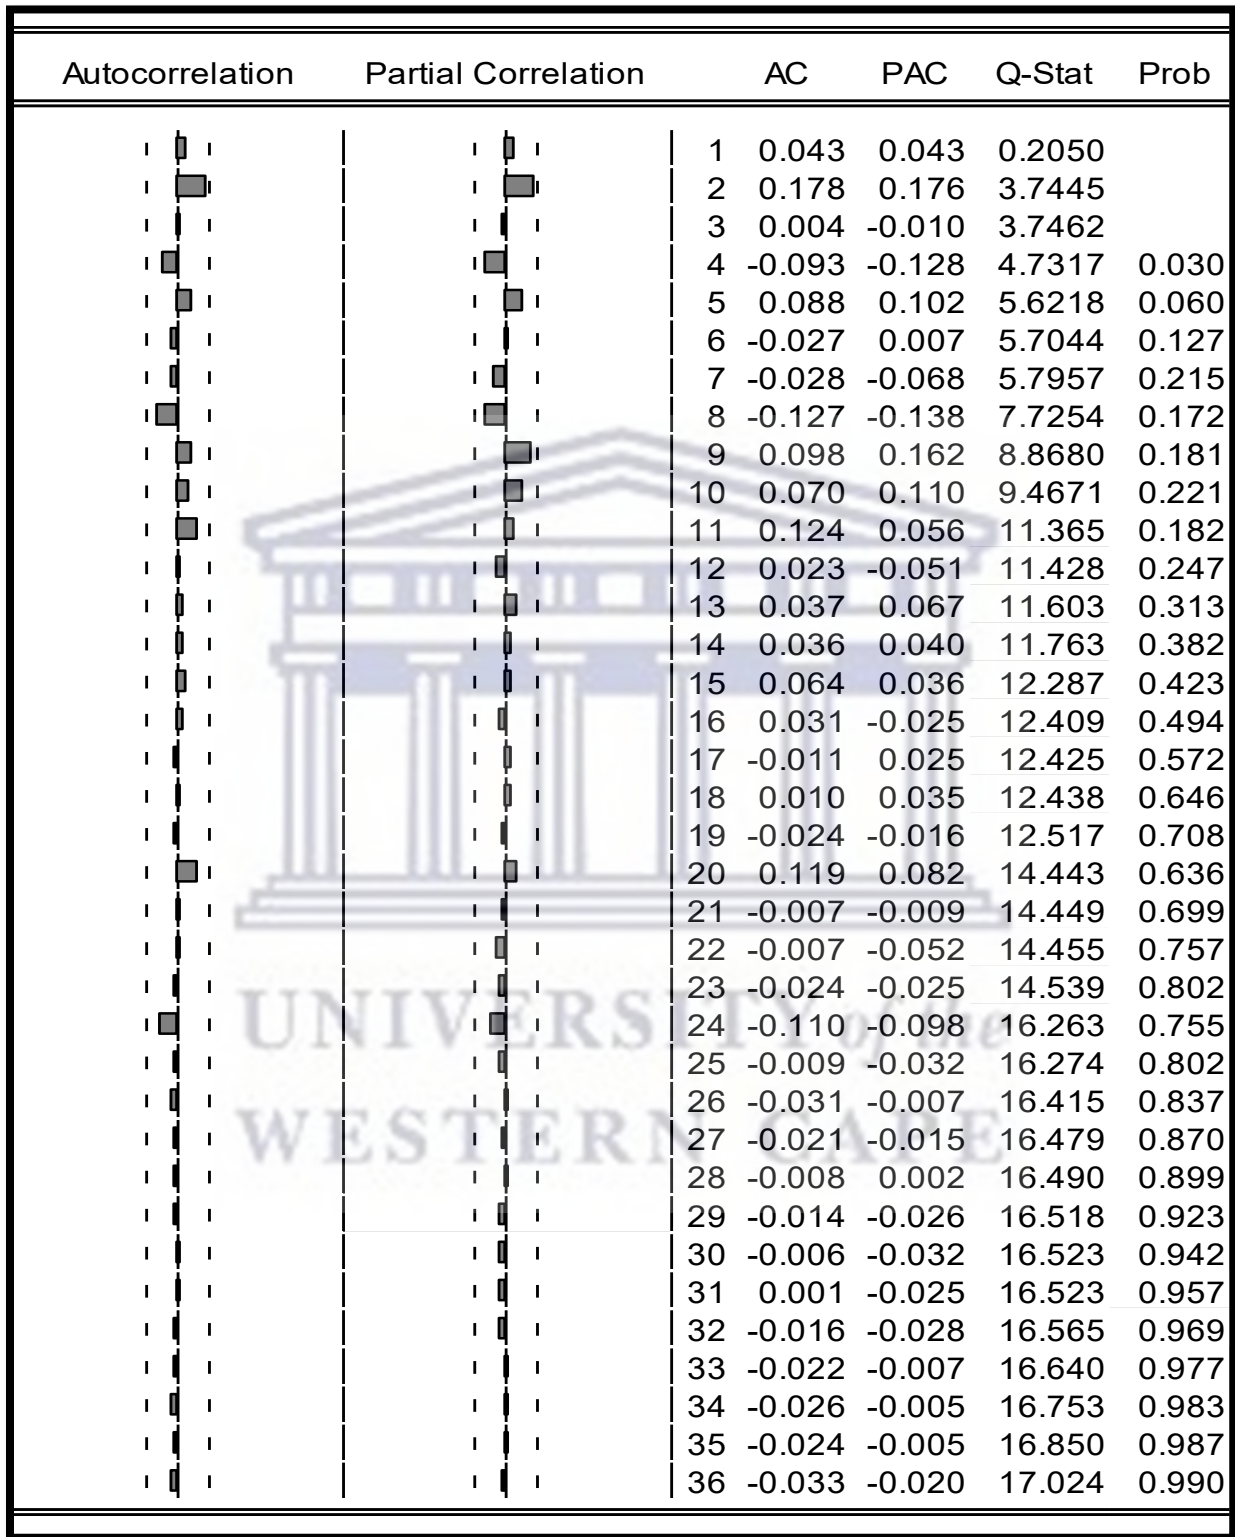 Autocorrelation Partial Correlation AC PAC Q-Stat Prob
1 0.043 0.043 0.2050
2 0.178 0.176 3.7445
3 0.004 -0.010 3.7462
4 -0.093 -0.128 4.7317 0.030
5 0.088 0.102 5.6218 0.060
6 -0.027 0.007 5.7044 0.127
7 -0.028 -0.068 5.7957 0.215
8 -0.127 -0.138 7.7254 0.172
9 0.098 0.162 8.8680 0.181
10 0.070 0.110 9.4671 0.221
11 0.124 0.056 11.365 0.182
12 0.023 -0.051 11.428 0.247
13 0.037 0.067 11.603 0.313
14 0.036 0.040 11.763 0.382
15 0.064 0.036 12.287 0.423
16 0.031 -0.025 12.409 0.494
17 -0.011 0.025 12.425 0.572
18 0.010 0.035 12.438 0.646
19 -0.024 -0.016 12.517 0.708
20 0.119 0.082 14.443 0.636
21 -0.007 -0.009 14.449 0.699
22 -0.007 -0.052 14.455 0.757
23 -0.024 -0.025 14.539 0.802
24 -0.110 -0.098 16.263 0.755
25 -0.009 -0.032 16.274 0.802
26 -0.031 -0.007 16.415 0.837
27 -0.021 -0.015 16.479 0.870
28 -0.008 0.002 16.490 0.899
29 -0.014 -0.026 16.518 0.923
30 -0.006 -0.032 16.523 0.942
31 0.001 -0.025 16.523 0.957
32 -0.016 -0.028 16.565 0.969
33 -0.022 -0.007 16.640 0.977
34 -0.026 -0.005 16.753 0.983
35 -0.024 -0.005 16.850 0.987
36 -0.033 -0.020 17.024 0.990
UNIVERSITY of the
WESTERN CAPE